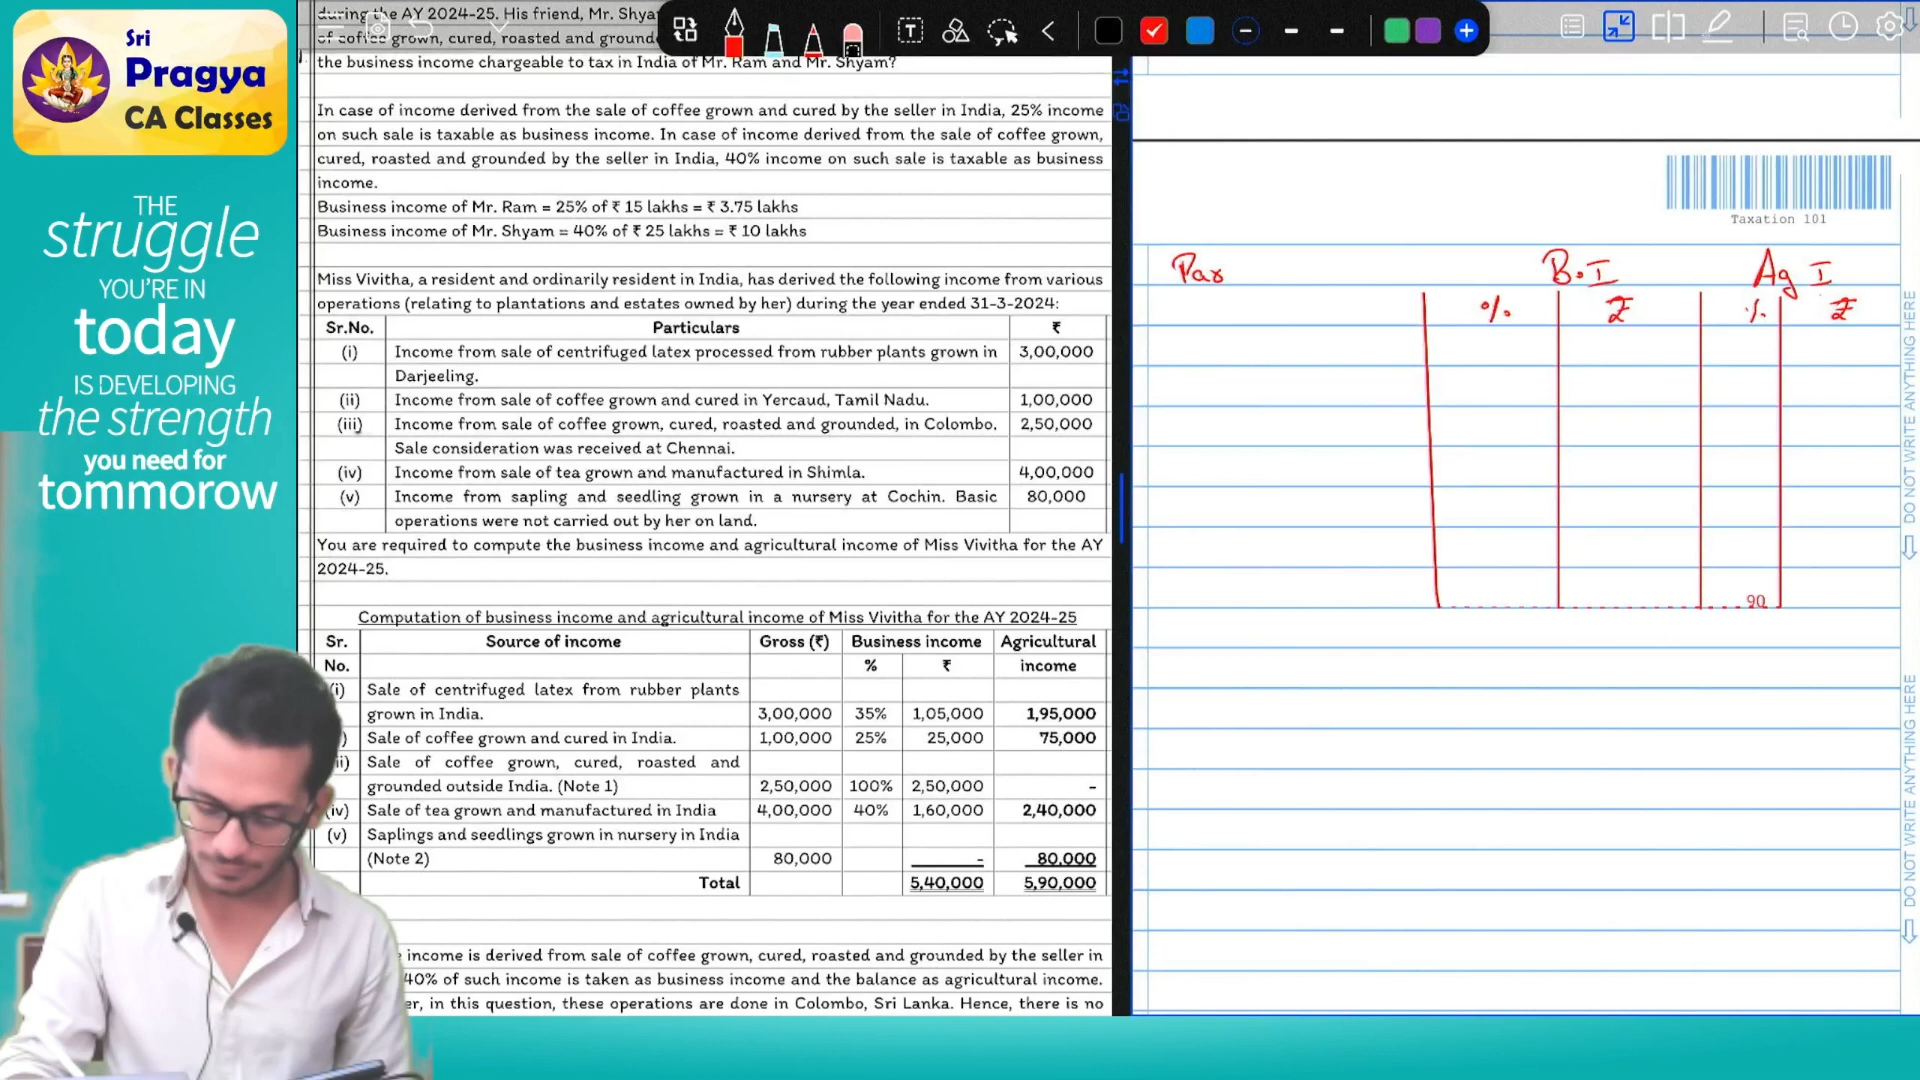 Sri
Pragya
CA Classes
THE
struggle
YOU'RE IN
today
IS DEVELOPING
the strength
you need for
tommorow
during the AY 2024-25. His friend, Mr. Shya
of coffee grown, cured, roasted and grounde
the business income chargeable to tax in India of Mr. Ram and Mr. Shyam?
In case of income derived from the sale of coffee grown and cured by the seller in India, 25% income
on such sale is taxable as business income. In case of income derived from the sale of coffee grown,
cured, roasted and grounded by the seller in India, 40% income on such sale is taxable as business
income.
Business income of Mr. Ram = 25% of ₹ 15 lakhs = ₹ 3.75 lakhs
Business income of Mr. Shyam = 40% of ₹ 25 lakhs = ₹ 10 lakhs
Miss Vivitha, a resident and ordinarily resident in India, has derived the following income from various
operations (relating to plantations and estates owned by her) during the year ended 31-3-2024:
Sr.No. Particulars ₹
(i) Income from sale of centrifuged latex processed from rubber plants grown in 3,00,000
Darjeeling.
(ii) Income from sale of coffee grown and cured in Yercaud, Tamil Nadu. 1,00,000
(iii) Income from sale of coffee grown, cured, roasted and grounded, in Colombo. 2,50,000
Sale consideration was received at Chennai.
(iv) Income from sale of tea grown and manufactured in Shimla. 4,00,000
(v) Income from sapling and seedling grown in a nursery at Cochin. Basic 80,000
operations were not carried out by her on land.
You are required to compute the business income and agricultural income of Miss Vivitha for the AY
2024-25.
Computation of business income and agricultural income of Miss Vivitha for the AY 2024-25
Sr. Source of income Gross (₹) Business income Agricultural
No. % ₹ income
(i) Sale of centrifuged latex from rubber plants
grown in India. 3,00,000 35% 1,05,000 1,95,000
) Sale of coffee grown and cured in India. 1,00,000 25% 25,000 75,000
ii) Sale of coffee grown, cured, roasted and
grounded outside India. (Note 1) 2,50,000 100% 2,50,000 -
(iv) Sale of tea grown and manufactured in India 4,00,000 40% 1,60,000 2,40,000
(v) Saplings and seedlings grown in nursery in India
(Note 2) 80,000 - 80,000
Total 5,40,000 5,90,000
income is derived from sale of coffee grown, cured, roasted and grounded by the seller in
40% of such income is taken as business income and the balance as agricultural income.
er, in this question, these operations are done in Colombo, Sri Lanka. Hence, there is no
Taxation 101
Par B.I Ag I
% ₹ % ₹
90
DO NOT WRITE ANYTHING HERE
DO NOT WRITE ANYTHING HERE